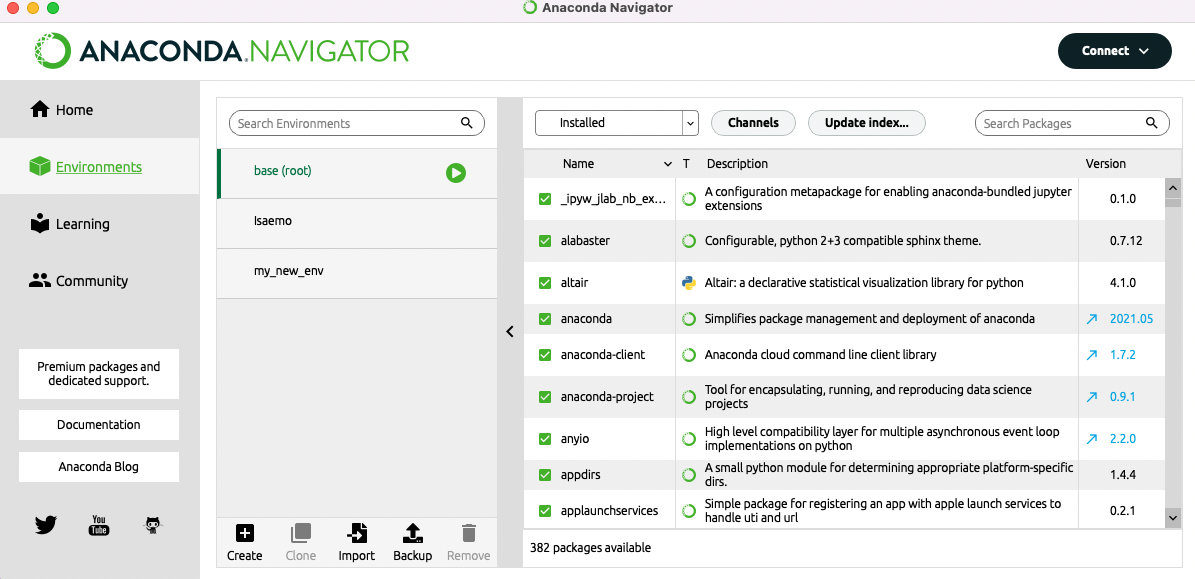 Anaconda Navigator
ANACONDA.NAVIGATOR
Connect
Home
Environments
Learning
Community
Premium packages and
dedicated support.
Documentation
Anaconda Blog
You
Tube
Search Environments
base (root)
Isaemo
my_new_env
Create
Clone
Import
Backup
Remove
Installed
Channels
Update index...
Search Packages
Name T Description Version
_ipyw_jlab_nb_ex... A configuration metapackage for enabling anaconda-bundled jupyter
extensions 0.1.0
alabaster Configurable, python 2+3 compatible sphinx theme. 0.7.12
altair Altair: a declarative statistical visualization library for python 4.1.0
anaconda Simplifies package management and deployment of anaconda 2021.05
anaconda-client Anaconda cloud command line client library 1.7.2
anaconda-project Tool for encapsulating, running, and reproducing data science
projects 0.9.1
anyio High level compatibility layer for multiple asynchronous event loop
implementations on python 2.2.0
appdirs A small python module for determining appropriate platform-specific
dirs. 1.4.4
applaunchservices Simple package for registering an app with apple launch services to
handle uti and url 0.2.1
382 packages available